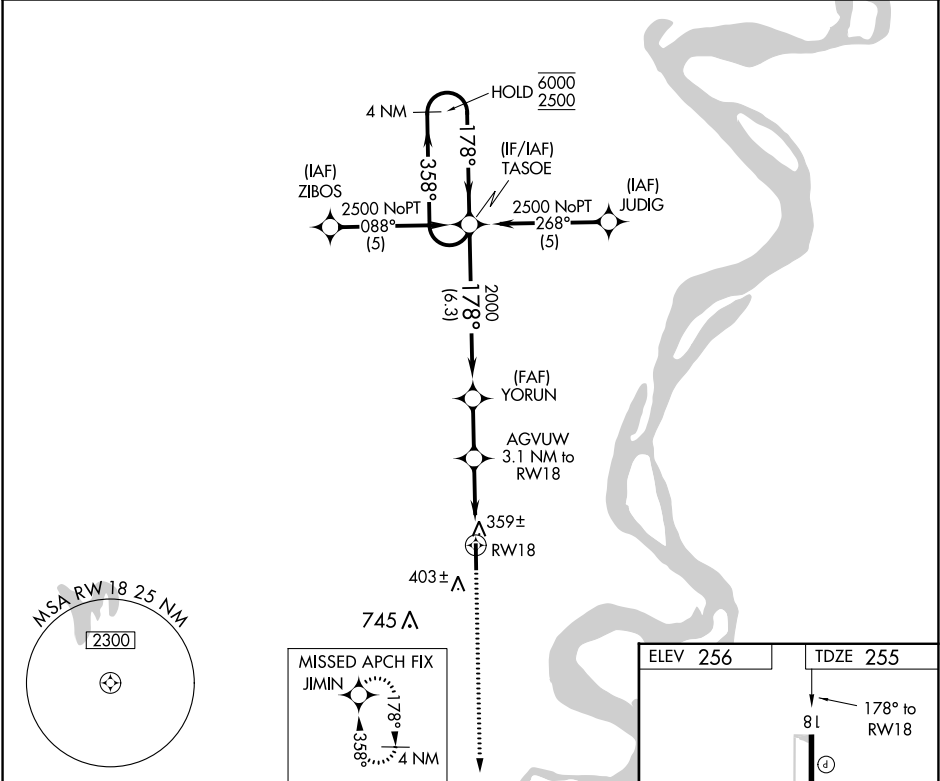 HOLD 6000
2500
4 NM
178°
358°
(IF/IAF)
TASOE
(IAF)
ZIBOS
(IAF)
JUDIG
2500 NoPT
088°
(5)
2500 NoPT
268°
(5)
2000
178°
(6.3)
(FAF)
YORUN
AGVUW
3.1 NM to
RW18
359±
RW18
403±
745
MSA RW 18 25 NM
2300
MISSED APCH FIX
JIMIN
178°
358°
4 NM
ELEV 256
TDZE 255
178° to
RW18
18
P